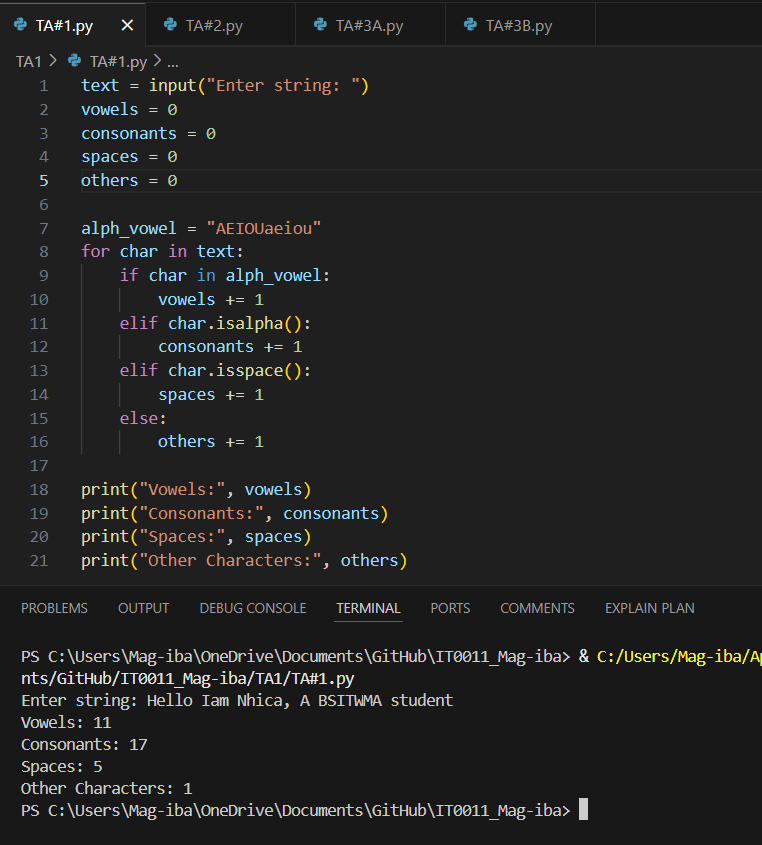 TA#1.py TA#2.py TA#3A.py TA#3B.py
TA1 > TA#1.py > ...
1 text = input("Enter string: ")
2 vowels = 0
3 consonants = 0
4 spaces = 0
5 others = 0
6
7 alph_vowel = "AEIOUaeiou"
8 for char in text:
9     if char in alph_vowel:
10         vowels += 1
11     elif char.isalpha():
12         consonants += 1
13     elif char.isspace():
14         spaces += 1
15     else:
16         others += 1
17
18 print("Vowels:", vowels)
19 print("Consonants:", consonants)
20 print("Spaces:", spaces)
21 print("Other Characters:", others)
PROBLEMS OUTPUT DEBUG CONSOLE TERMINAL PORTS COMMENTS EXPLAIN PLAN
PS C:\Users\Mag-iba\OneDrive\Documents\GitHub\IT0011_Mag-iba> & C:/Users/Mag-iba/
nts/GitHub/IT0011_Mag-iba/TA1/TA#1.py
Enter string: Hello Iam Nhica, A BSITWMA student
Vowels: 11
Consonants: 17
Spaces: 5
Other Characters: 1
PS C:\Users\Mag-iba\OneDrive\Documents\GitHub\IT0011_Mag-iba>